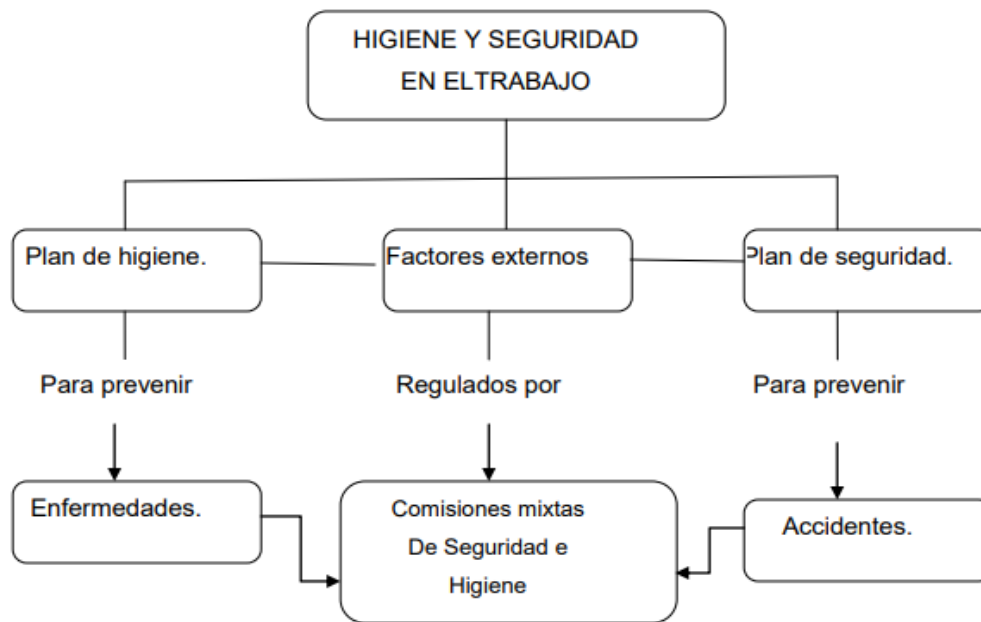 HIGIENE Y SEGURIDAD
EN ELTRABAJO
Plan de higiene.
Factores externos
Plan de seguridad.
Para prevenir
Regulados por
Para prevenir
Enfermedades.
Comisiones mixtas
De Seguridad e
Higiene
Accidentes.